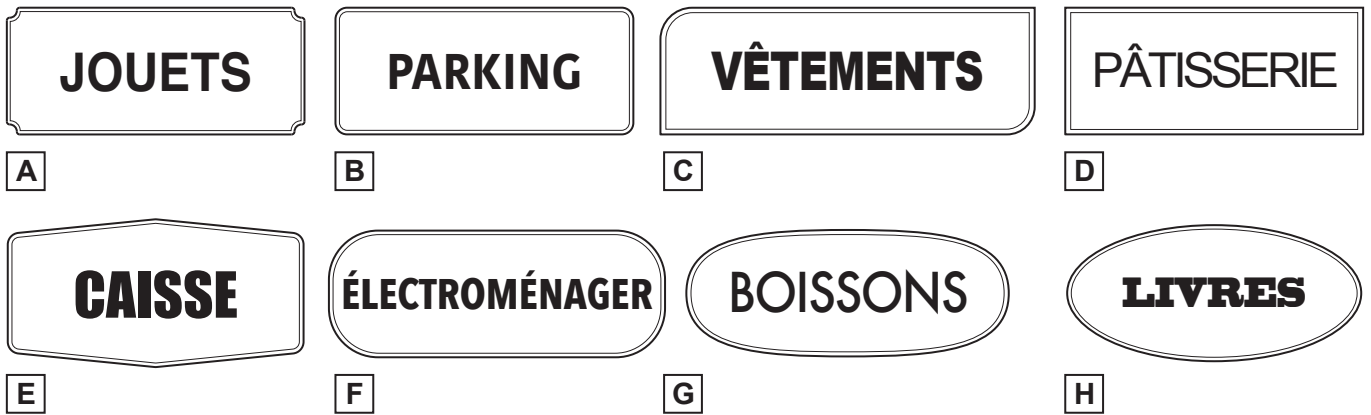 JOUETS PARKING VÊTEMENTS PÂTISSERIE
A B C D
CAISSE ÉLECTROMÉNAGER BOISSONS LIVRES
E F G H